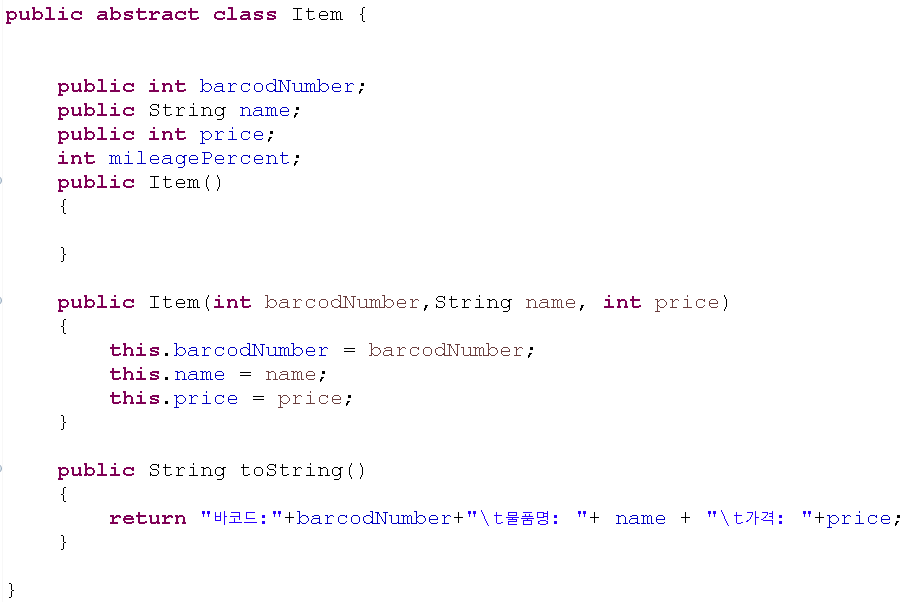 public abstract class Item {
public int barcodNumber;
public String name;
public int price;
int mileagePercent;
public Item()
{
}
public Item(int barcodNumber,String name, int price)
{
this.barcodNumber = barcodNumber;
this.name = name;
this.price = price;
}
public String toString()
{
return "바코드:"+barcodNumber+"\t물품명: "+ name + "\t가격: "+price;
}
}